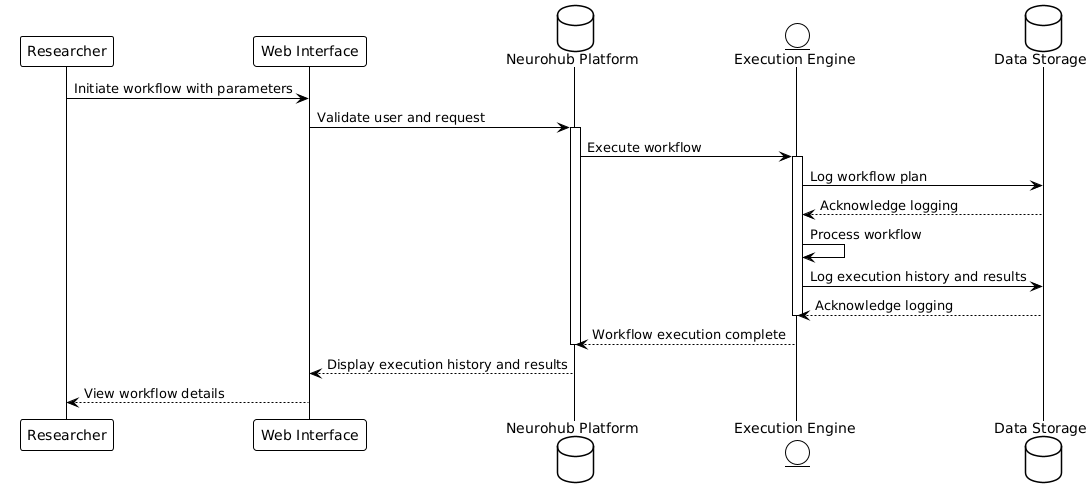 Researcher
Web Interface
Neurohub Platform
Execution Engine
Data Storage
Initiate workflow with parameters
Validate user and request
Execute workflow
Log workflow plan
Acknowledge logging
Process workflow
Log execution history and results
Acknowledge logging
Workflow execution complete
Display execution history and results
View workflow details
Researcher
Web Interface
Neurohub Platform
Execution Engine
Data Storage